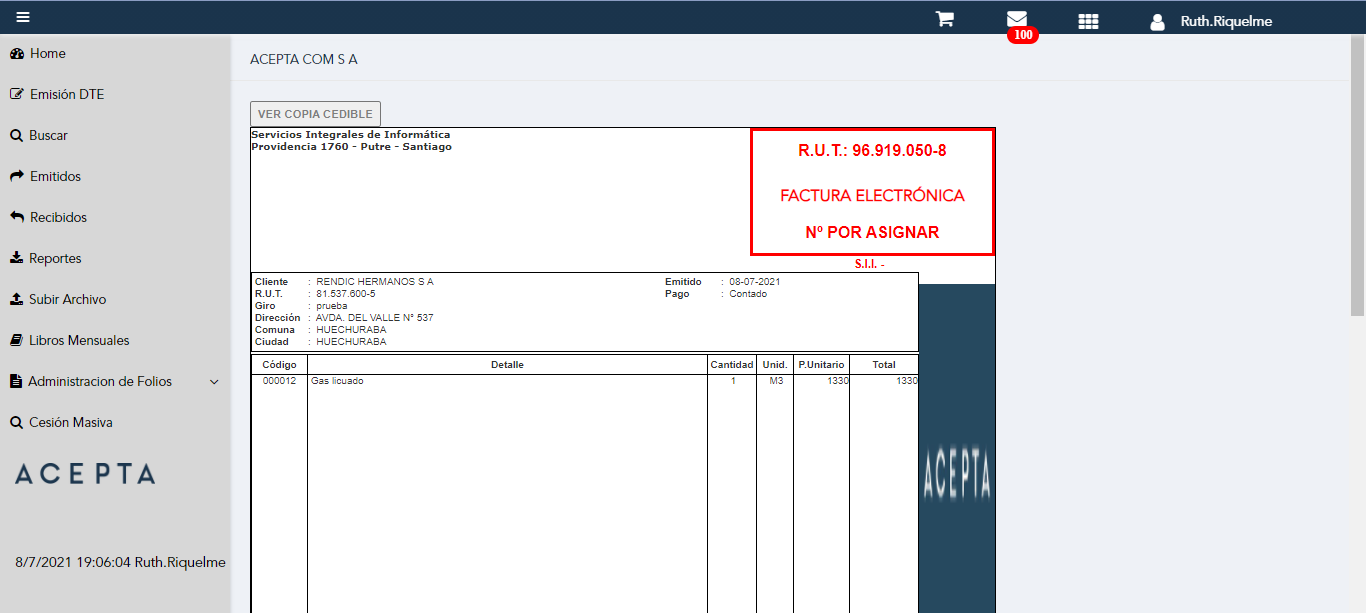 Ruth.Riquelme
100
Home
Emisión DTE
Buscar
Emitidos
Recibidos
Reportes
Subir Archivo
Libros Mensuales
Administracion de Folios
Cesión Masiva
ACEPTA
8/7/2021 19:06:04 Ruth.Riquelme
ACEPTA COM S A
VER COPIA CEDIBLE
Servicios Integrales de Informática
Providencia 1760 - Putre - Santiago
R.U.T.: 96.919.050-8
FACTURA ELECTRÓNICA
Nº POR ASIGNAR
S.I.I. -
Cliente : RENDIC HERMANOS S A Emitido : 08-07-2021
R.U.T. : 81.537.600-5 Pago : Contado
Giro : prueba
Dirección : AVDA. DEL VALLE N° 537
Comuna : HUECHURABA
Ciudad : HUECHURABA
Código Detalle Cantidad Unid. P.Unitario Total
000012 Gas licuado 1 M3 1330 1330
ACEPTA